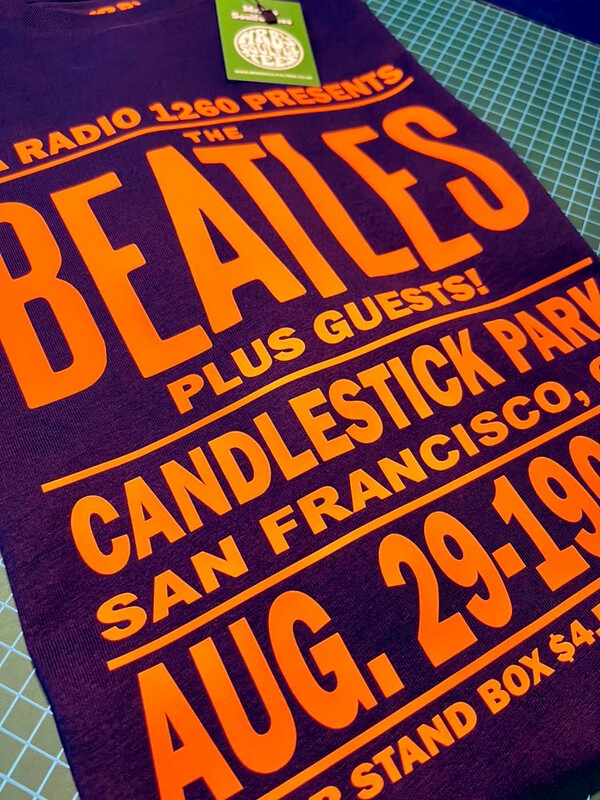 RADIO 1260 PRESENTS
THE
BEATLES
PLUS GUESTS!
CANDLESTICK PARK
SAN FRANCISCO,
AUG. 29-19
STAND BOX $4.